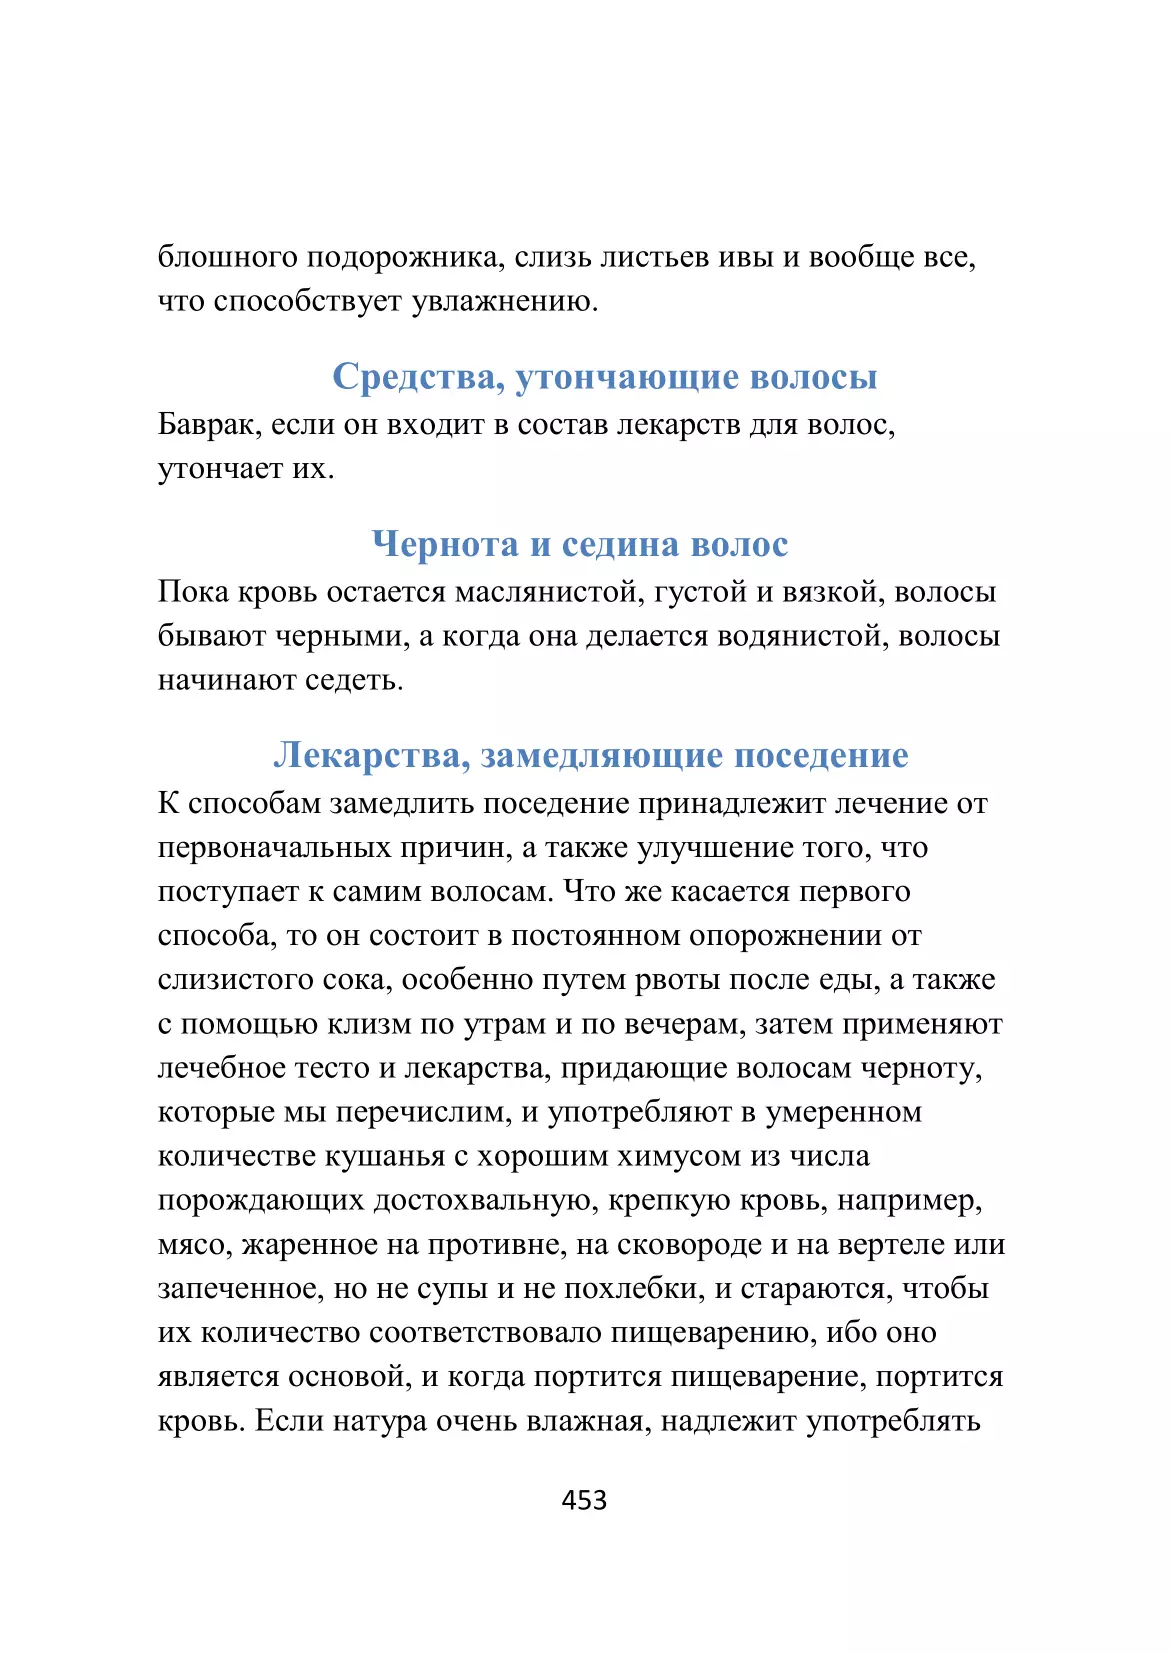 блошного подорожника, слизь листьев ивы и вообще все,
что способствует увлажнению.
Средства, утончающие волосы
Баврак, если он входит в состав лекарств для волос,
утончает их.
Чернота и седина волос
Пока кровь остается маслянистой, густой и вязкой, волосы
бывают черными, а когда она делается водянистой, волосы
начинают седеть.
Лекарства, замедляющие поседение
К способам замедлить поседение принадлежит лечение от
первоначальных причин, а также улучшение того, что
поступает к самим волосам. Что же касается первого
способа, то он состоит в постоянном опорожнении от
слизистого сока, особенно путем рвоты после еды, а также
с помощью клизм по утрам и по вечерам, затем применяют
лечебное тесто и лекарства, придающие волосам черноту,
которые мы перечислим, и употребляют в умеренном
количестве кушанья с хорошим химусом из числа
порождающих достохвальную, крепкую кровь, например,
мясо, жаренное на противне, на сковороде и на вертеле или
запеченное, но не супы и не похлебки, и стараются, чтобы
их количество соответствовало пищеварению, ибо оно
является основой, и когда портится пищеварение, портится
кровь. Если натура очень влажная, надлежит употреблять
453